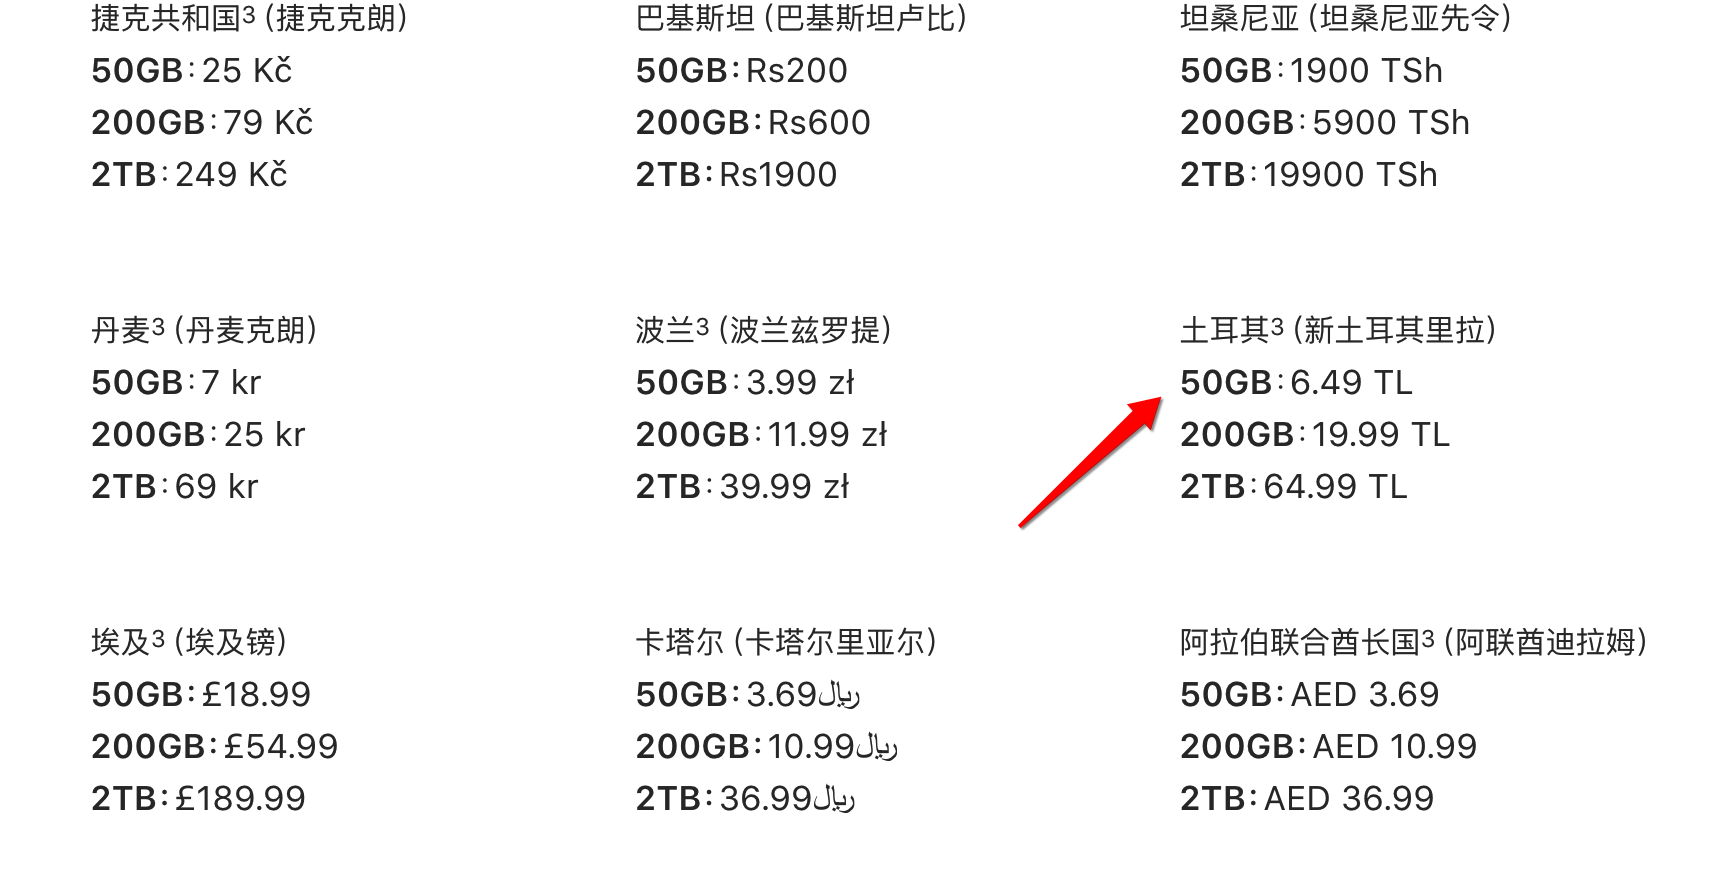 捷克共和国3 (捷克克朗)
50GB：25 Kč
200GB：79 Kč
2TB：249 Kč
巴基斯坦 (巴基斯坦卢比)
50GB：Rs200
200GB：Rs600
2TB：Rs1900
坦桑尼亚 (坦桑尼亚先令)
50GB：1900 TSh
200GB：5900 TSh
2TB：19900 TSh
丹麦3 (丹麦克朗)
50GB：7 kr
200GB：25 kr
2TB：69 kr
波兰3 (波兰兹罗提)
50GB：3.99 zł
200GB：11.99 zł
2TB：39.99 zł
土耳其3 (新土耳其里拉)
50GB：6.49 TL
200GB：19.99 TL
2TB：64.99 TL
埃及3 (埃及镑)
50GB：£18.99
200GB：£54.99
2TB：£189.99
卡塔尔 (卡塔尔里亚尔)
50GB：3.69﷼
200GB：10.99﷼
2TB：36.99﷼
阿拉伯联合酋长国3 (阿联酋迪拉姆)
50GB：AED 3.69
200GB：AED 10.99
2TB：AED 36.99